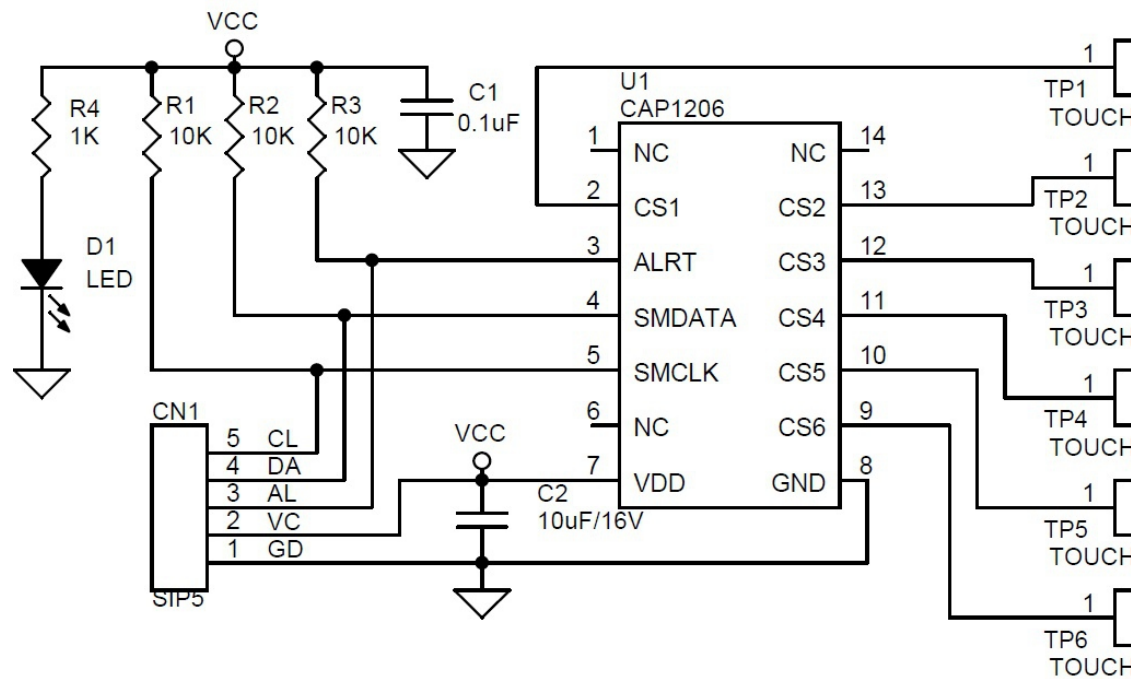 VCC
R4
1K
R1
10K
R2
10K
R3
10K
C1
0.1uF
D1
LED
U1
CAP1206
1 NC
2 CS1
3 ALRT
4 SMDATA
5 SMCLK
6 NC
7 VDD
NC 14
CS2 13
CS3 12
CS4 11
CS5 10
CS6 9
GND 8
CN1
5 CL
4 DA
3 AL
2 VC
1 GD
SIP5
VCC
C2
10uF/16V
1
TP1
TOUCH
1
TP2
TOUCH
1
TP3
TOUCH
1
TP4
TOUCH
1
TP5
TOUCH
1
TP6
TOUCH